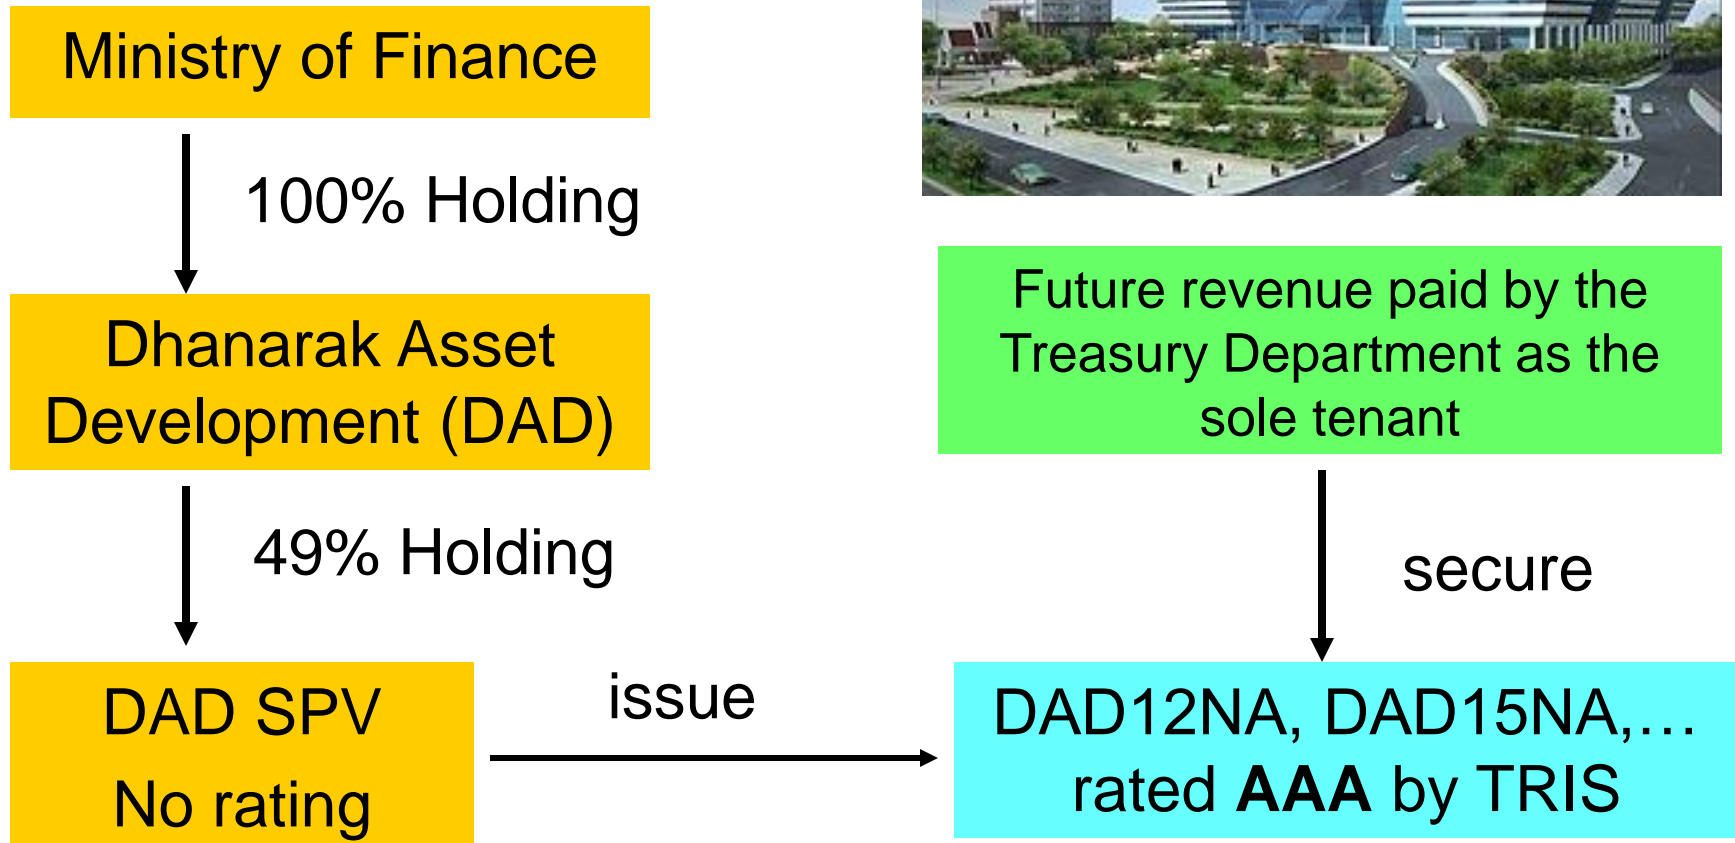 Ministry of Finance
100% Holding
Dhanarak Asset
Development (DAD)
49% Holding
DAD SPV
No rating
issue
Future revenue paid by the
Treasury Department as the
sole tenant
secure
DAD12NA, DAD15NA,…
rated AAA by TRIS